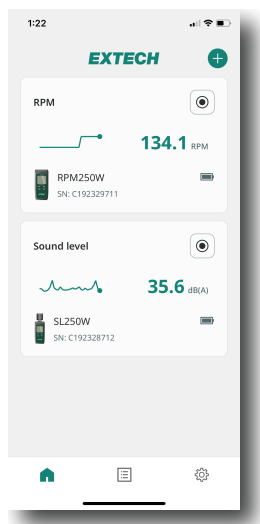 1:22
EXTECH
RPM
134.1 RPM
RPM250W
SN: C192329711
Sound level
35.6 dB(A)
SL250W
SN: C192328712